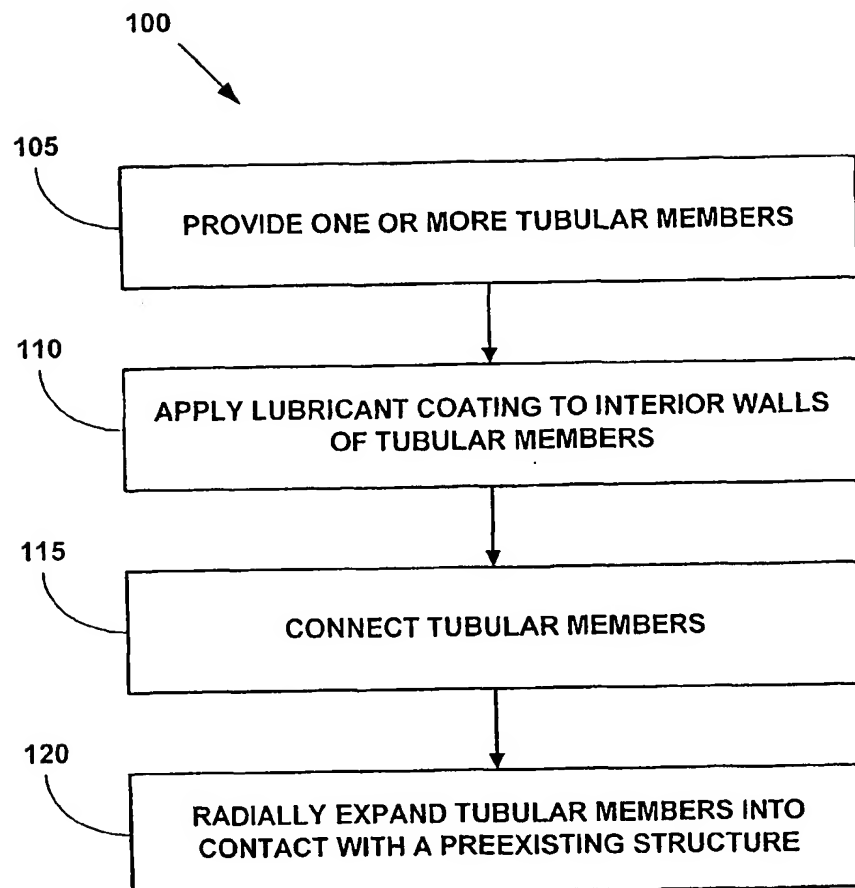 100
105
PROVIDE ONE OR MORE TUBULAR MEMBERS
110
APPLY LUBRICANT COATING TO INTERIOR WALLS
OF TUBULAR MEMBERS
115
CONNECT TUBULAR MEMBERS
120
RADIALLY EXPAND TUBULAR MEMBERS INTO
CONTACT WITH A PREEXISTING STRUCTURE